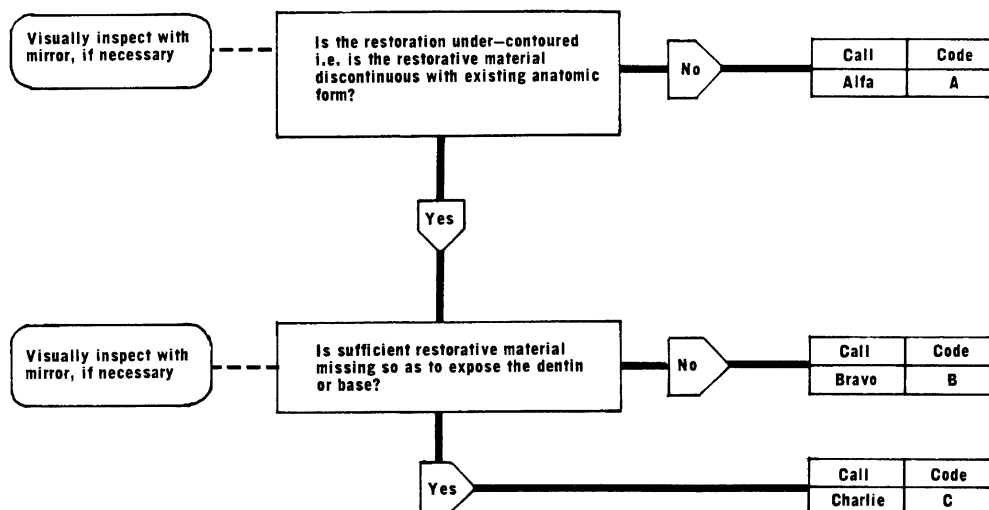 Visually inspect with
mirror, if necessary
Is the restoration under—contoured
i.e. is the restorative material
discontinuous with existing anatomic
form?
No
Call Code
Alfa A
Yes
Visually inspect with
mirror, if necessary
Is sufficient restorative material
missing so as to expose the dentin
or base?
No
Call Code
Bravo B
Yes
Call Code
Charlie C